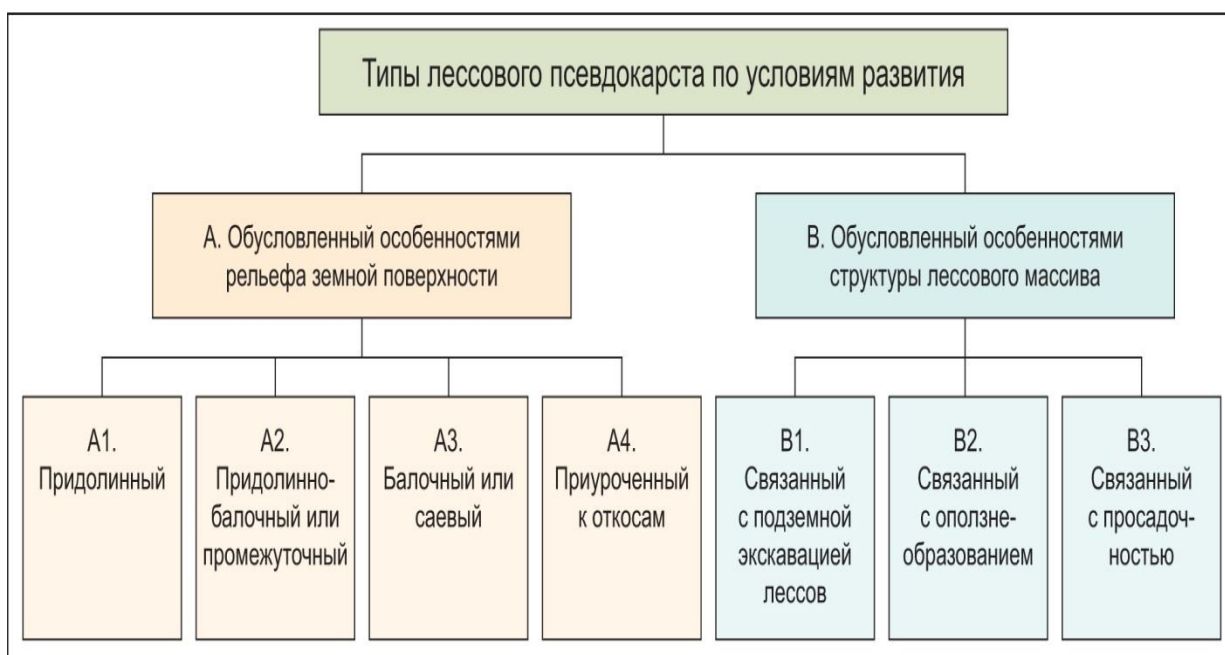 Типы лессового псевдокарста по условиям развития
А. Обусловленный особенностями
рельефа земной поверхности
В. Обусловленный особенностями
структуры лессового массива
А1.
Придолинный
А2.
Придолинно-
балочный или
промежуточный
А3.
Балочный или
саевый
А4.
Приуроченный
к откосам
В1.
Связанный
с подземной
экскавацией
лессов
В2.
Связанный
с оползне-
образованием
В3.
Связанный
с просадоч-
ностью